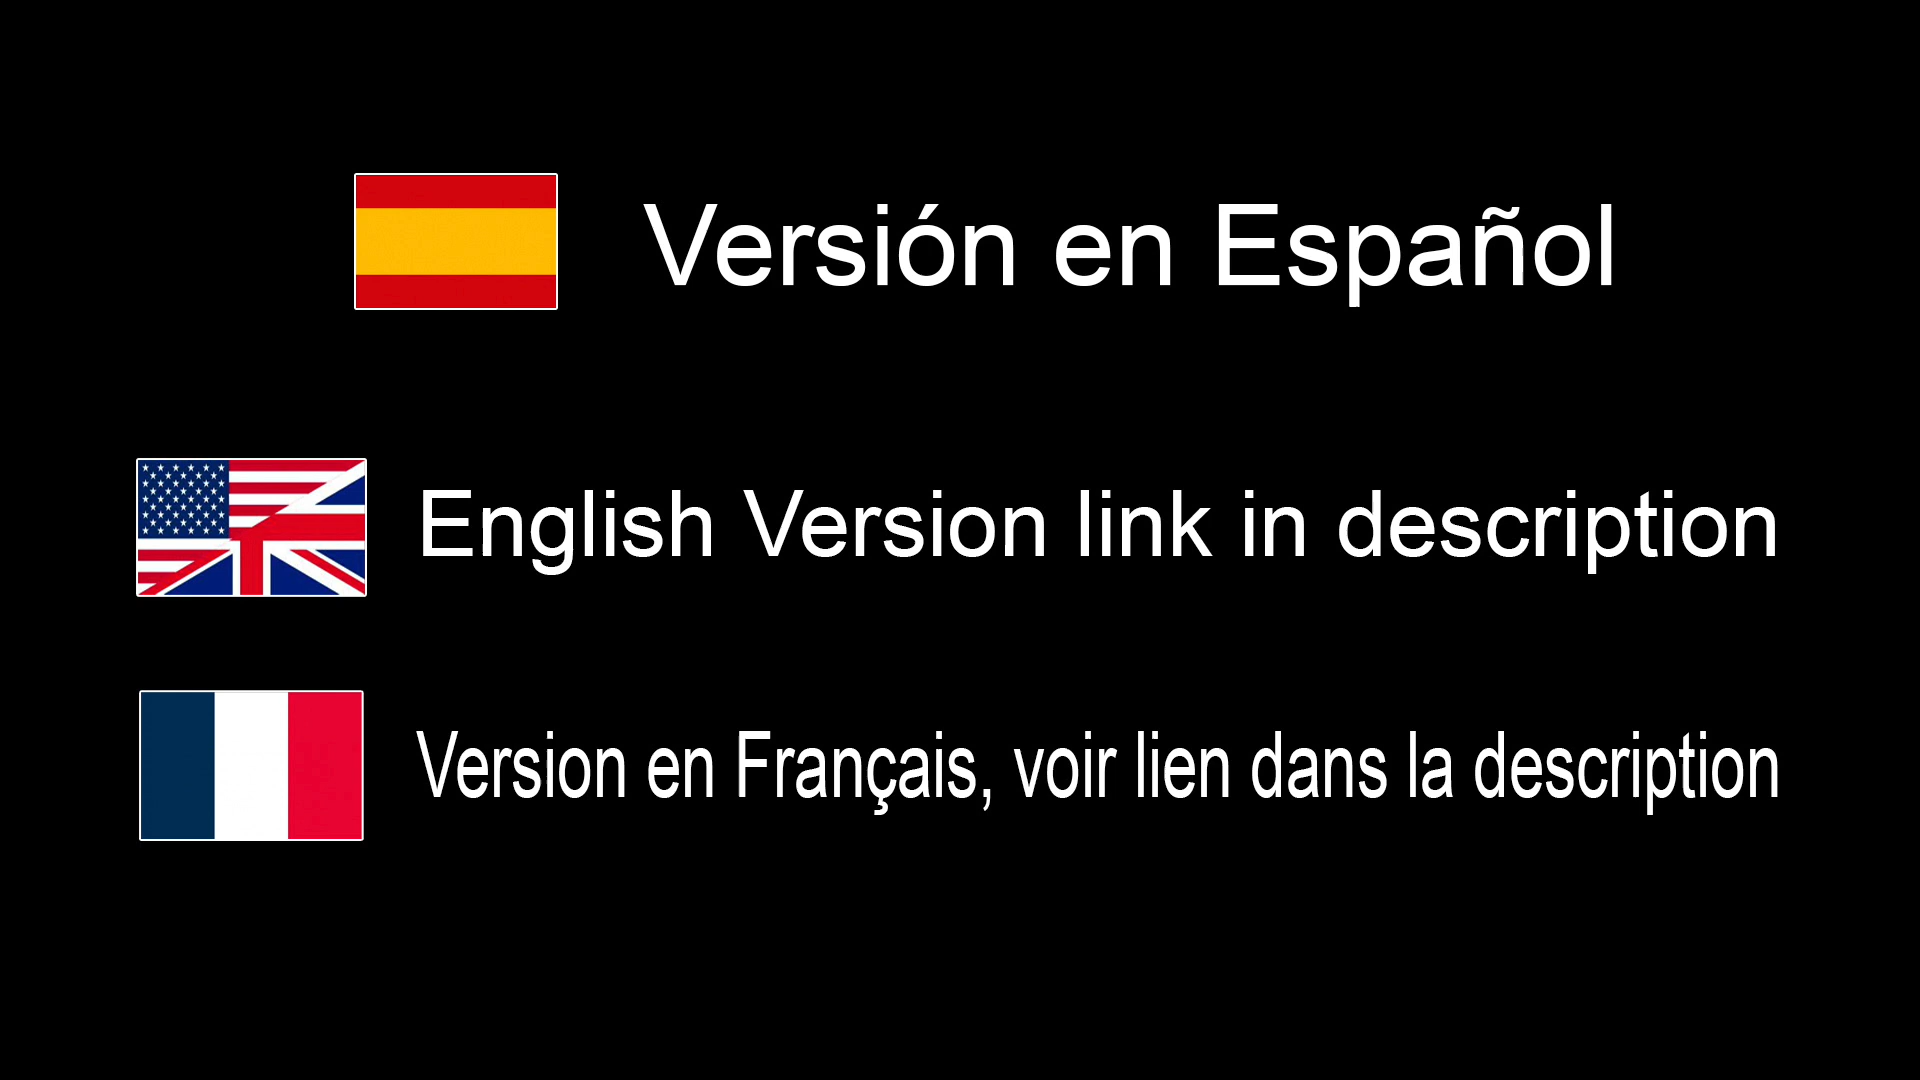 Versión en Español
English Version link in description
Version en Français, voir lien dans la description